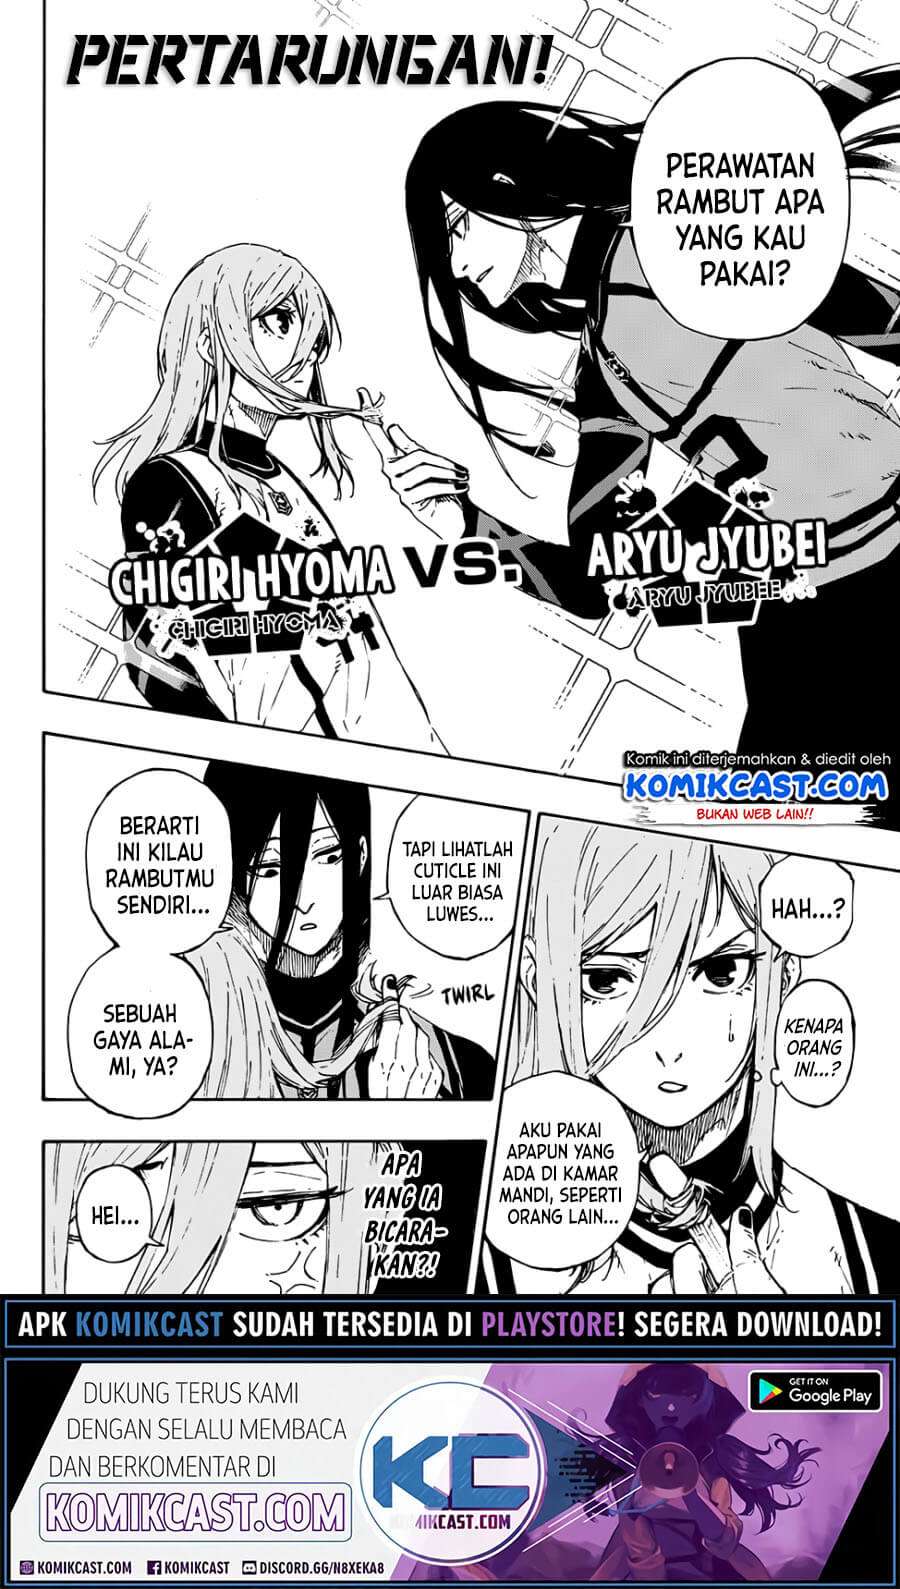 PERTARUNGAN!
PERAWATAN
RAMBUT APA
YANG KAU
PAKAI?
CHIGIRI HYOMA
CHIGIRI HYOMA
VS.
ARYU JYUBEI
ARYU JYUBEE
Komik ini diterjemahkan & diedit oleh
KOMIKCAST.COM
BUKAN WEB LAIN!!
HAH...?
KENAPA
ORANG
INI...?
AKU PAKAI
APAPUN YANG
ADA DI KAMAR
MANDI, SEPERTI
ORANG LAIN...
TAPI LIHATLAH
CUTICLE INI
LUAR BIASA
LUWES...
TWIRL
BERARTI
INI KILAU
RAMBUTMU
SENDIRI...
SEBUAH
GAYA ALA-
MI, YA?
APA
YANG IA
BICARA-
KAN?!
HEI...
APK KOMIKCAST SUDAH TERSEDIA DI PLAYSTORE! SEGERA DOWNLOAD!
DUKUNG TERUS KAMI
DENGAN SELALU MEMBACA
DAN BERKOMENTAR DI
KOMIKCAST.COM
KC
KOMIKCAST.COM
GET IT ON
Google Play
KOMIKCAST.COM
KOMIKCAST
DISCORD.GG/N8XEKA8